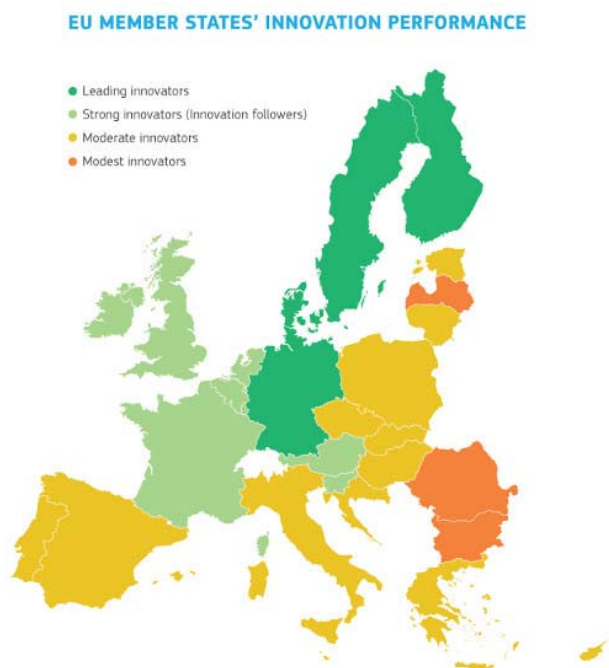 EU MEMBER STATES' INNOVATION PERFORMANCE
Leading innovators
Strong innovators (Innovation followers)
Moderate innovators
Modest innovators